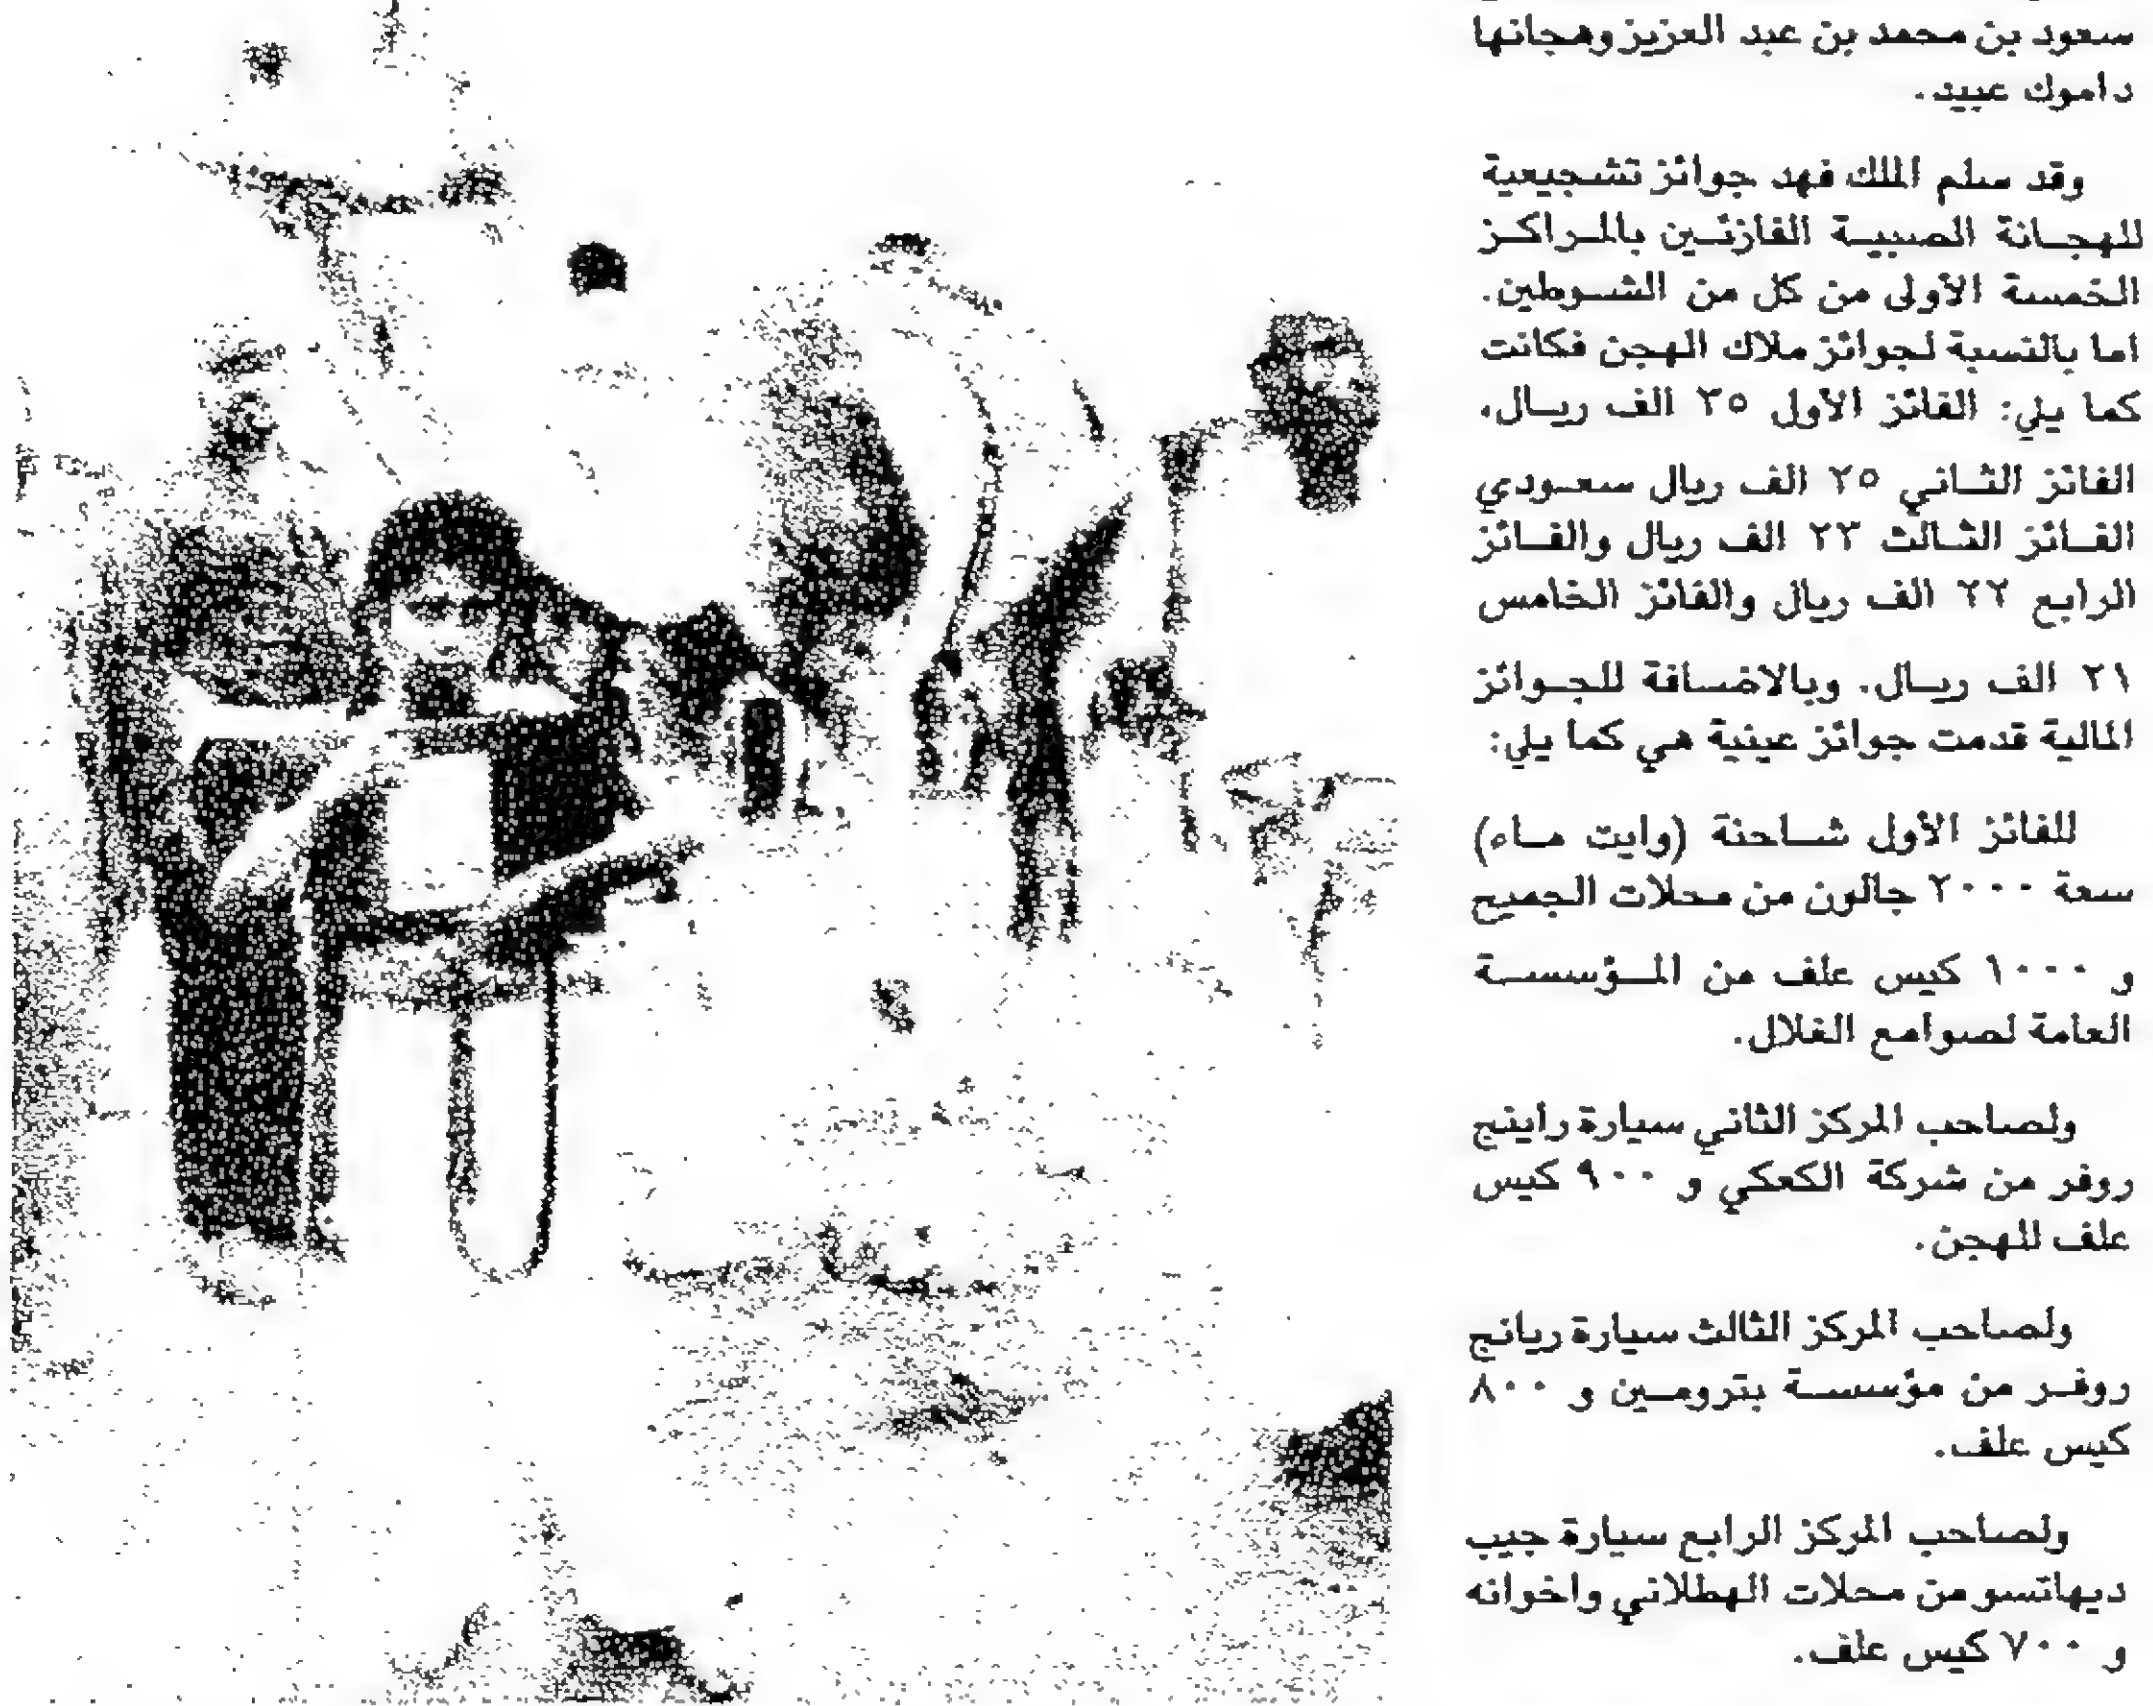 سعود بن محمد بن عبد العزيز وهجانها
داموك عبيد.
وقد سلم الملك فهد جوائز تشجيعية
للهجانة الصبية الفائزين بالمراكز
الخمسة الأولى من كل من الشوطين.
اما بالنسبة لجوائز ملاك الهجن فكانت
كما يلي: الفائز الأول ٣٥ الف ريال.
الفائز الثاني ٢٥ الف ريال سعودي
الفائز الثالث ٢٣ الف ريال والفائز
الرابع ٢٢ الف ريال والفائز الخامس
٢١ الف ريال. وبالاضافة للجوائز
المالية قدمت جوائز عينية هي كما يلي:
للفائز الأول شاحنة (وايت ماء)
سعة ٢٠٠٠ جالون من محلات الجميح
و ١٠٠٠ كيس علف من المؤسسة
العامة لصوامع الغلال.
ولصاحب المركز الثاني سيارة راينج
روفر من شركة الكعكي و ٩٠٠ كيس
علف للهجن.
ولصاحب المركز الثالث سيارة ريانج
روفر من مؤسسة بترومين و ٨٠٠
كيس علف.
ولصاحب المركز الرابع سيارة جيب
ديهاتسو من محلات الهطلاني واخوانه
و ٧٠٠ كيس علف.